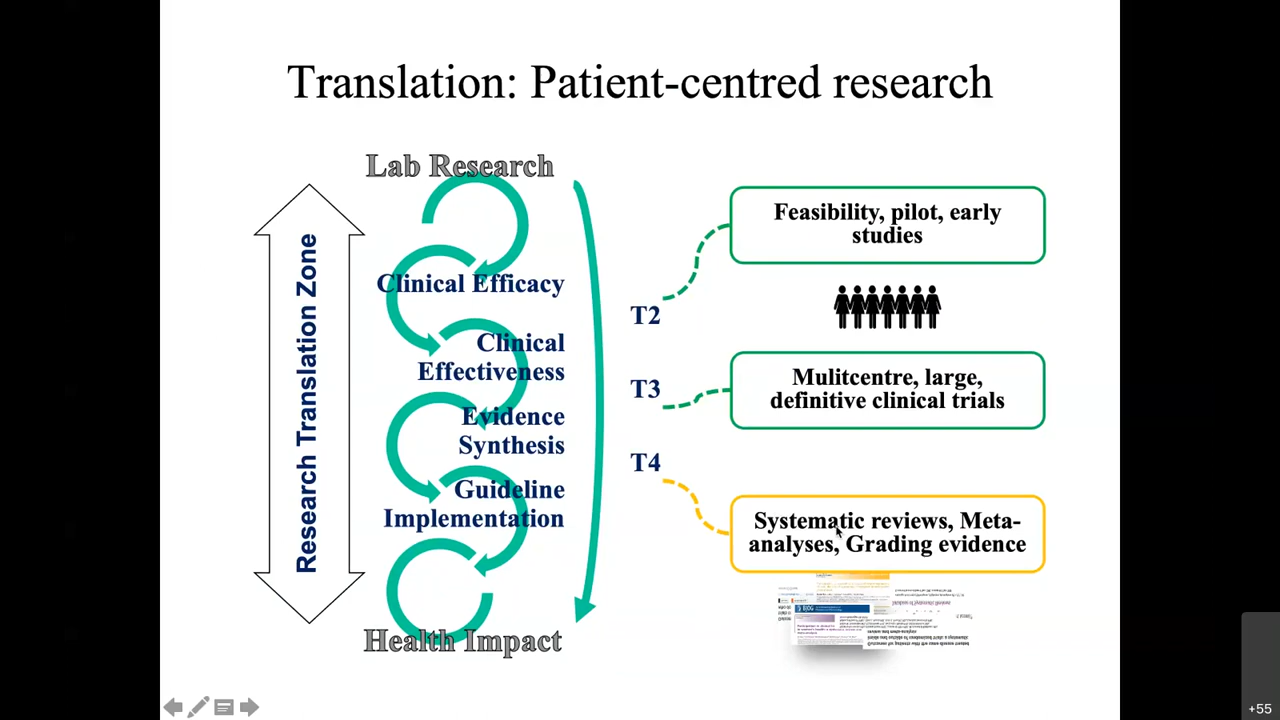 Translation: Patient-centred research
Lab Research
Research Translation Zone
Clinical Efficacy
Clinical
Effectiveness
Evidence
Synthesis
Guideline
Implementation
Health Impact
T2
T3
T4
Feasibility, pilot, early
studies
Mulitcentre, large,
definitive clinical trials
Systematic reviews, Meta-
analyses, Grading evidence
BJOG
+55